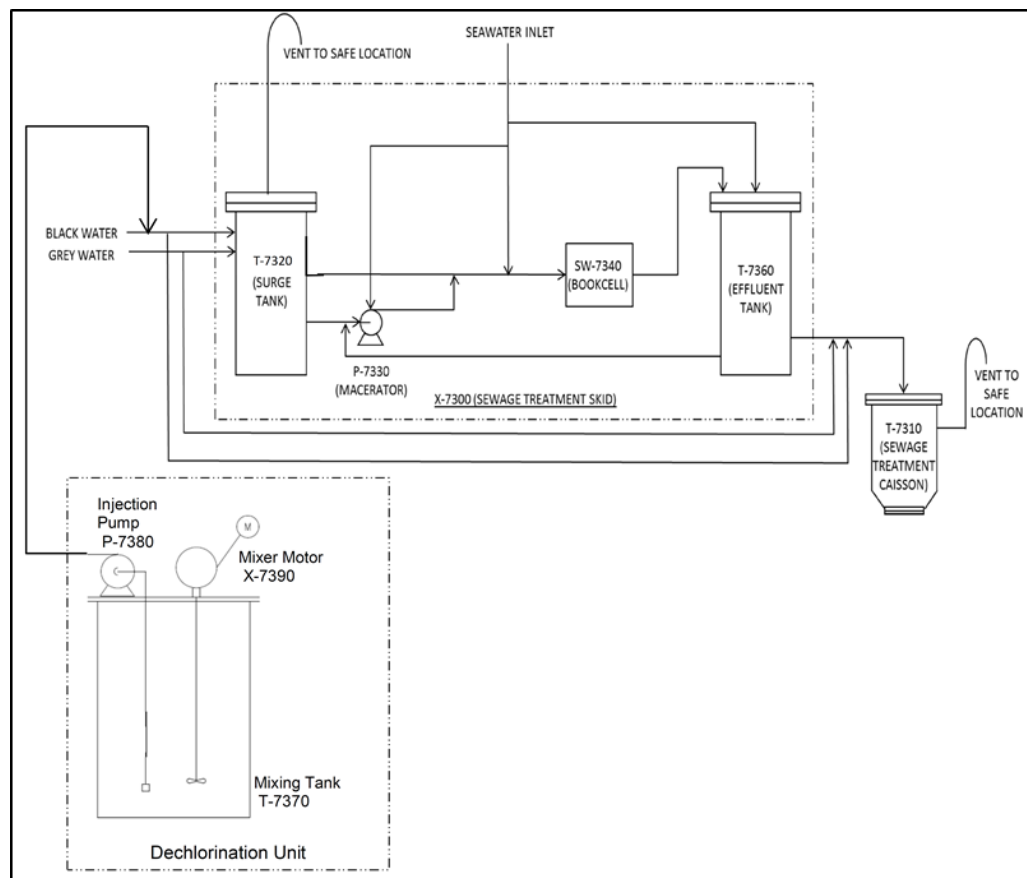 SEAWATER INLET
VENT TO SAFE LOCATION
BLACK WATER
GREY WATER
T-7320
(SURGE
TANK)
SW-7340
(BOOKCELL)
T-7360
(EFFLUENT
TANK)
P-7330
(MACERATOR)
X-7300 (SEWAGE TREATMENT SKID)
VENT TO
SAFE
LOCATION
T-7310
(SEWAGE
TREATMENT
CAISSON)
Injection
Pump
P-7380
M
Mixer Motor
X-7390
C
Mixing Tank
T-7370
Dechlorination Unit